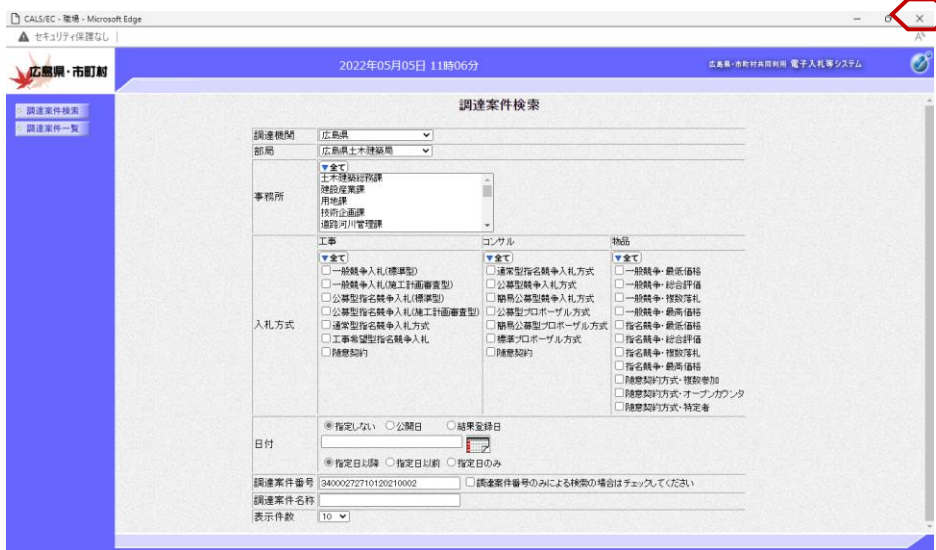 CALS/EC - 環境 - Microsoft Edge
セキュリティ保護なし
広島県・市町村
2022年05月05日 11時06分
広島県・市町村共同利用 電子入札等システム
調達案件検索
調達案件一覧
調達案件検索
調達機関 広島県
部局 広島県土木建築局
事務所
▼全て
土木建築総務課
建設産業課
用地課
技術企画課
道路河川管理課
入札方式
工事 コンサル 物品
▼全て ▼全て ▼全て
一般競争入札(標準型) 通常型指名競争入札方式 一般競争・最低価格
一般競争入札(施工計画審査型) 公募型競争入札方式 一般競争・総合評価
公募型指名競争入札(標準型) 簡易公募型競争入札方式 一般競争・複数落札
公募型指名競争入札(施工計画審査型) 公募型プロポーザル方式 一般競争・最高価格
通常型指名競争入札方式 簡易公募型プロポーザル方式 指名競争・最低価格
工事希望型指名競争入札 標準プロポーザル方式 指名競争・総合評価
随意契約 随意契約 指名競争・複数落札
指名競争・最高価格
随意契約方式・複数参加
随意契約方式・オープンカウンタ
随意契約方式・特定者
日付
指定しない 公開日 結果登録日
指定日以降 指定日以前 指定日のみ
調達案件番号 34000272710120210002 調達案件番号のみによる検索の場合はチェックしてください
調達案件名称
表示件数 10